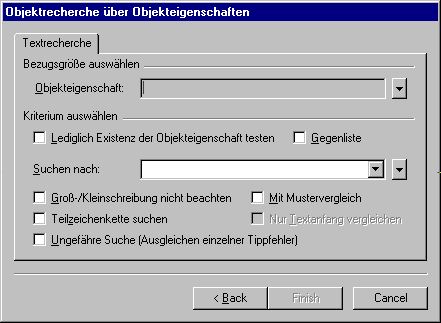 Objektrecherche über Objekteigenschaften
Textrecherche
Bezugsgröße auswählen
Objekteigenschaft:
Kriterium auswählen
Lediglich Existenz der Objekteigenschaft testen Gegenliste
Suchen nach:
Groß-/Kleinschreibung nicht beachten Mit Mustervergleich
Teilzeichenkette suchen Nur Textanfang vergleichen
Ungefähre Suche (Ausgleichen einzelner Tippfehler)
< Back Finish Cancel